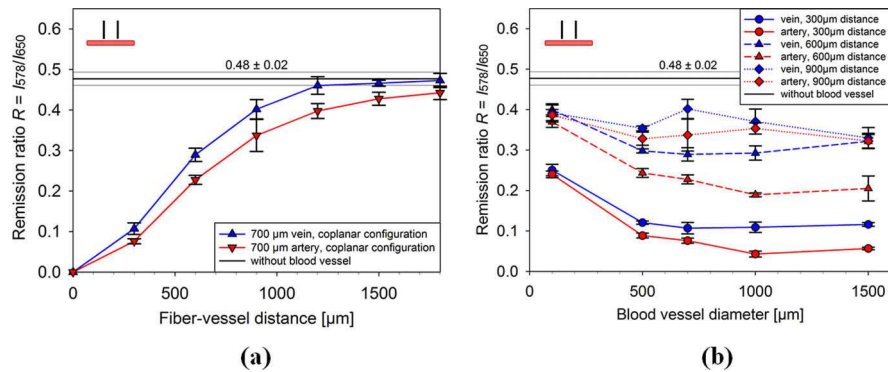 0.48 ± 0.02
Remission ratio R = I578/I650
0.6
0.5
0.4
0.3
0.2
0.1
0.0
700 µm vein, coplanar configuration
700 µm artery, coplanar configuration
without blood vessel
0
500
1000
1500
Fiber-vessel distance [µm]
(a)
vein, 300µm distance
artery, 300µm distance
vein, 600µm distance
artery, 600µm distance
vein, 900µm distance
artery, 900µm distance
without blood vessel
0.48 ± 0.02
Remission ratio R = I578/I650
0.6
0.5
0.4
0.3
0.2
0.1
0.0
0
500
1000
1500
Blood vessel diameter [µm]
(b)